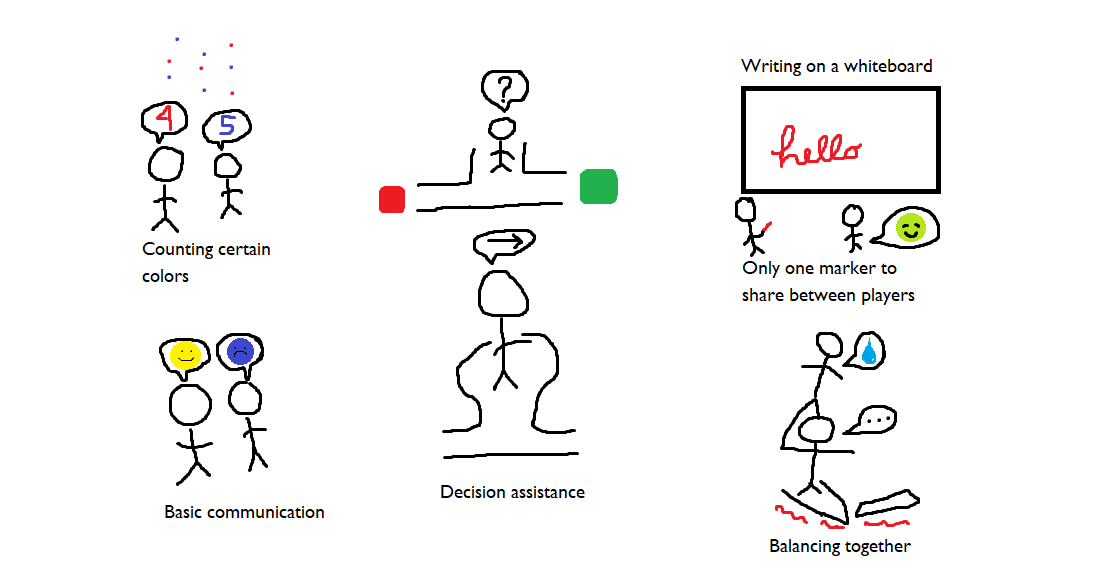 4
5
Counting certain
colors
?
Writing on a whiteboard
hello
Only one marker to
share between players
Basic communication
Decision assistance
...
Balancing together